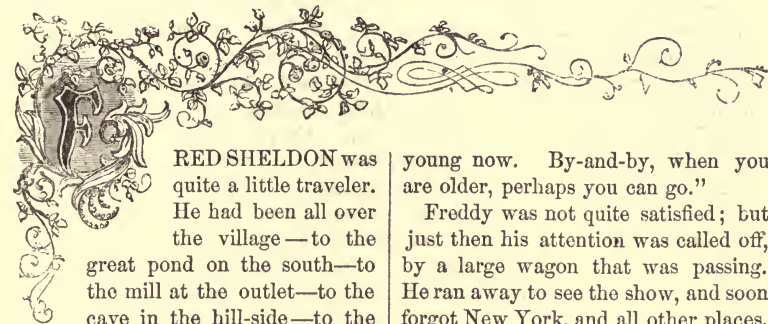 FRED SHELDON was
quite a little traveler.
He had been all over
the village—to the
great pond on the south—to
the mill at the outlet—to the
cave in the hill-side—to the
young now. By-and-by, when you
are older, perhaps you can go."
Freddy was not quite satisfied; but
just then his attention was called off,
by a large wagon that was passing.
He ran away to see the show, and soon
forgot New York, and all other places.